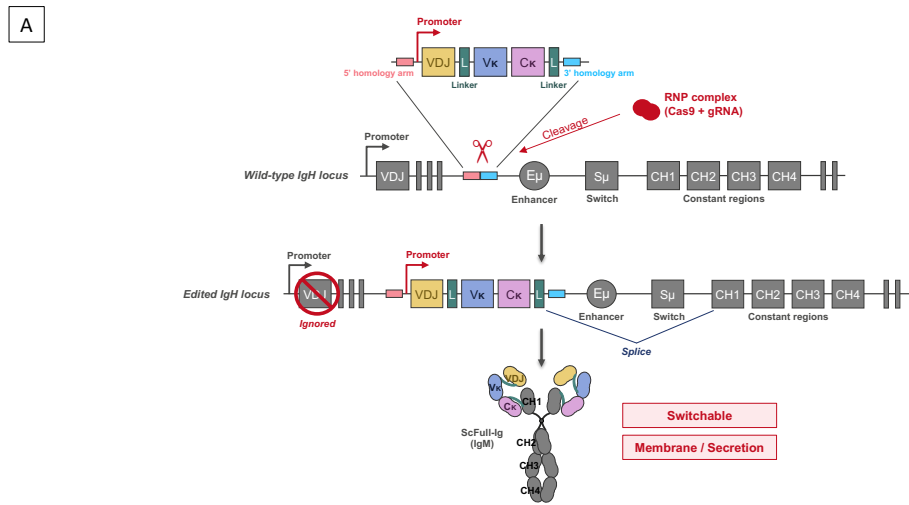 A
Promoter
VDJ
L
Vκ
Cκ
L
5' homology arm
3' homology arm
Linker
Linker
RNP complex
(Cas9 + gRNA)
Cleavage
Promoter
Wild-type IgH locus
VDJ
Eµ
Sµ
CH1
CH2
CH3
CH4
Enhancer
Switch
Constant regions
Promoter
Promoter
Edited IgH locus
VDJ
VDJ
L
Vκ
Cκ
L
Eµ
Sµ
CH1
CH2
CH3
CH4
Ignored
Enhancer
Switch
Constant regions
Splice
VDJ
Vκ
Cκ
CH1
ScFull-Ig
(IgM)
CH2
CH3
CH4
Switchable
Membrane / Secretion